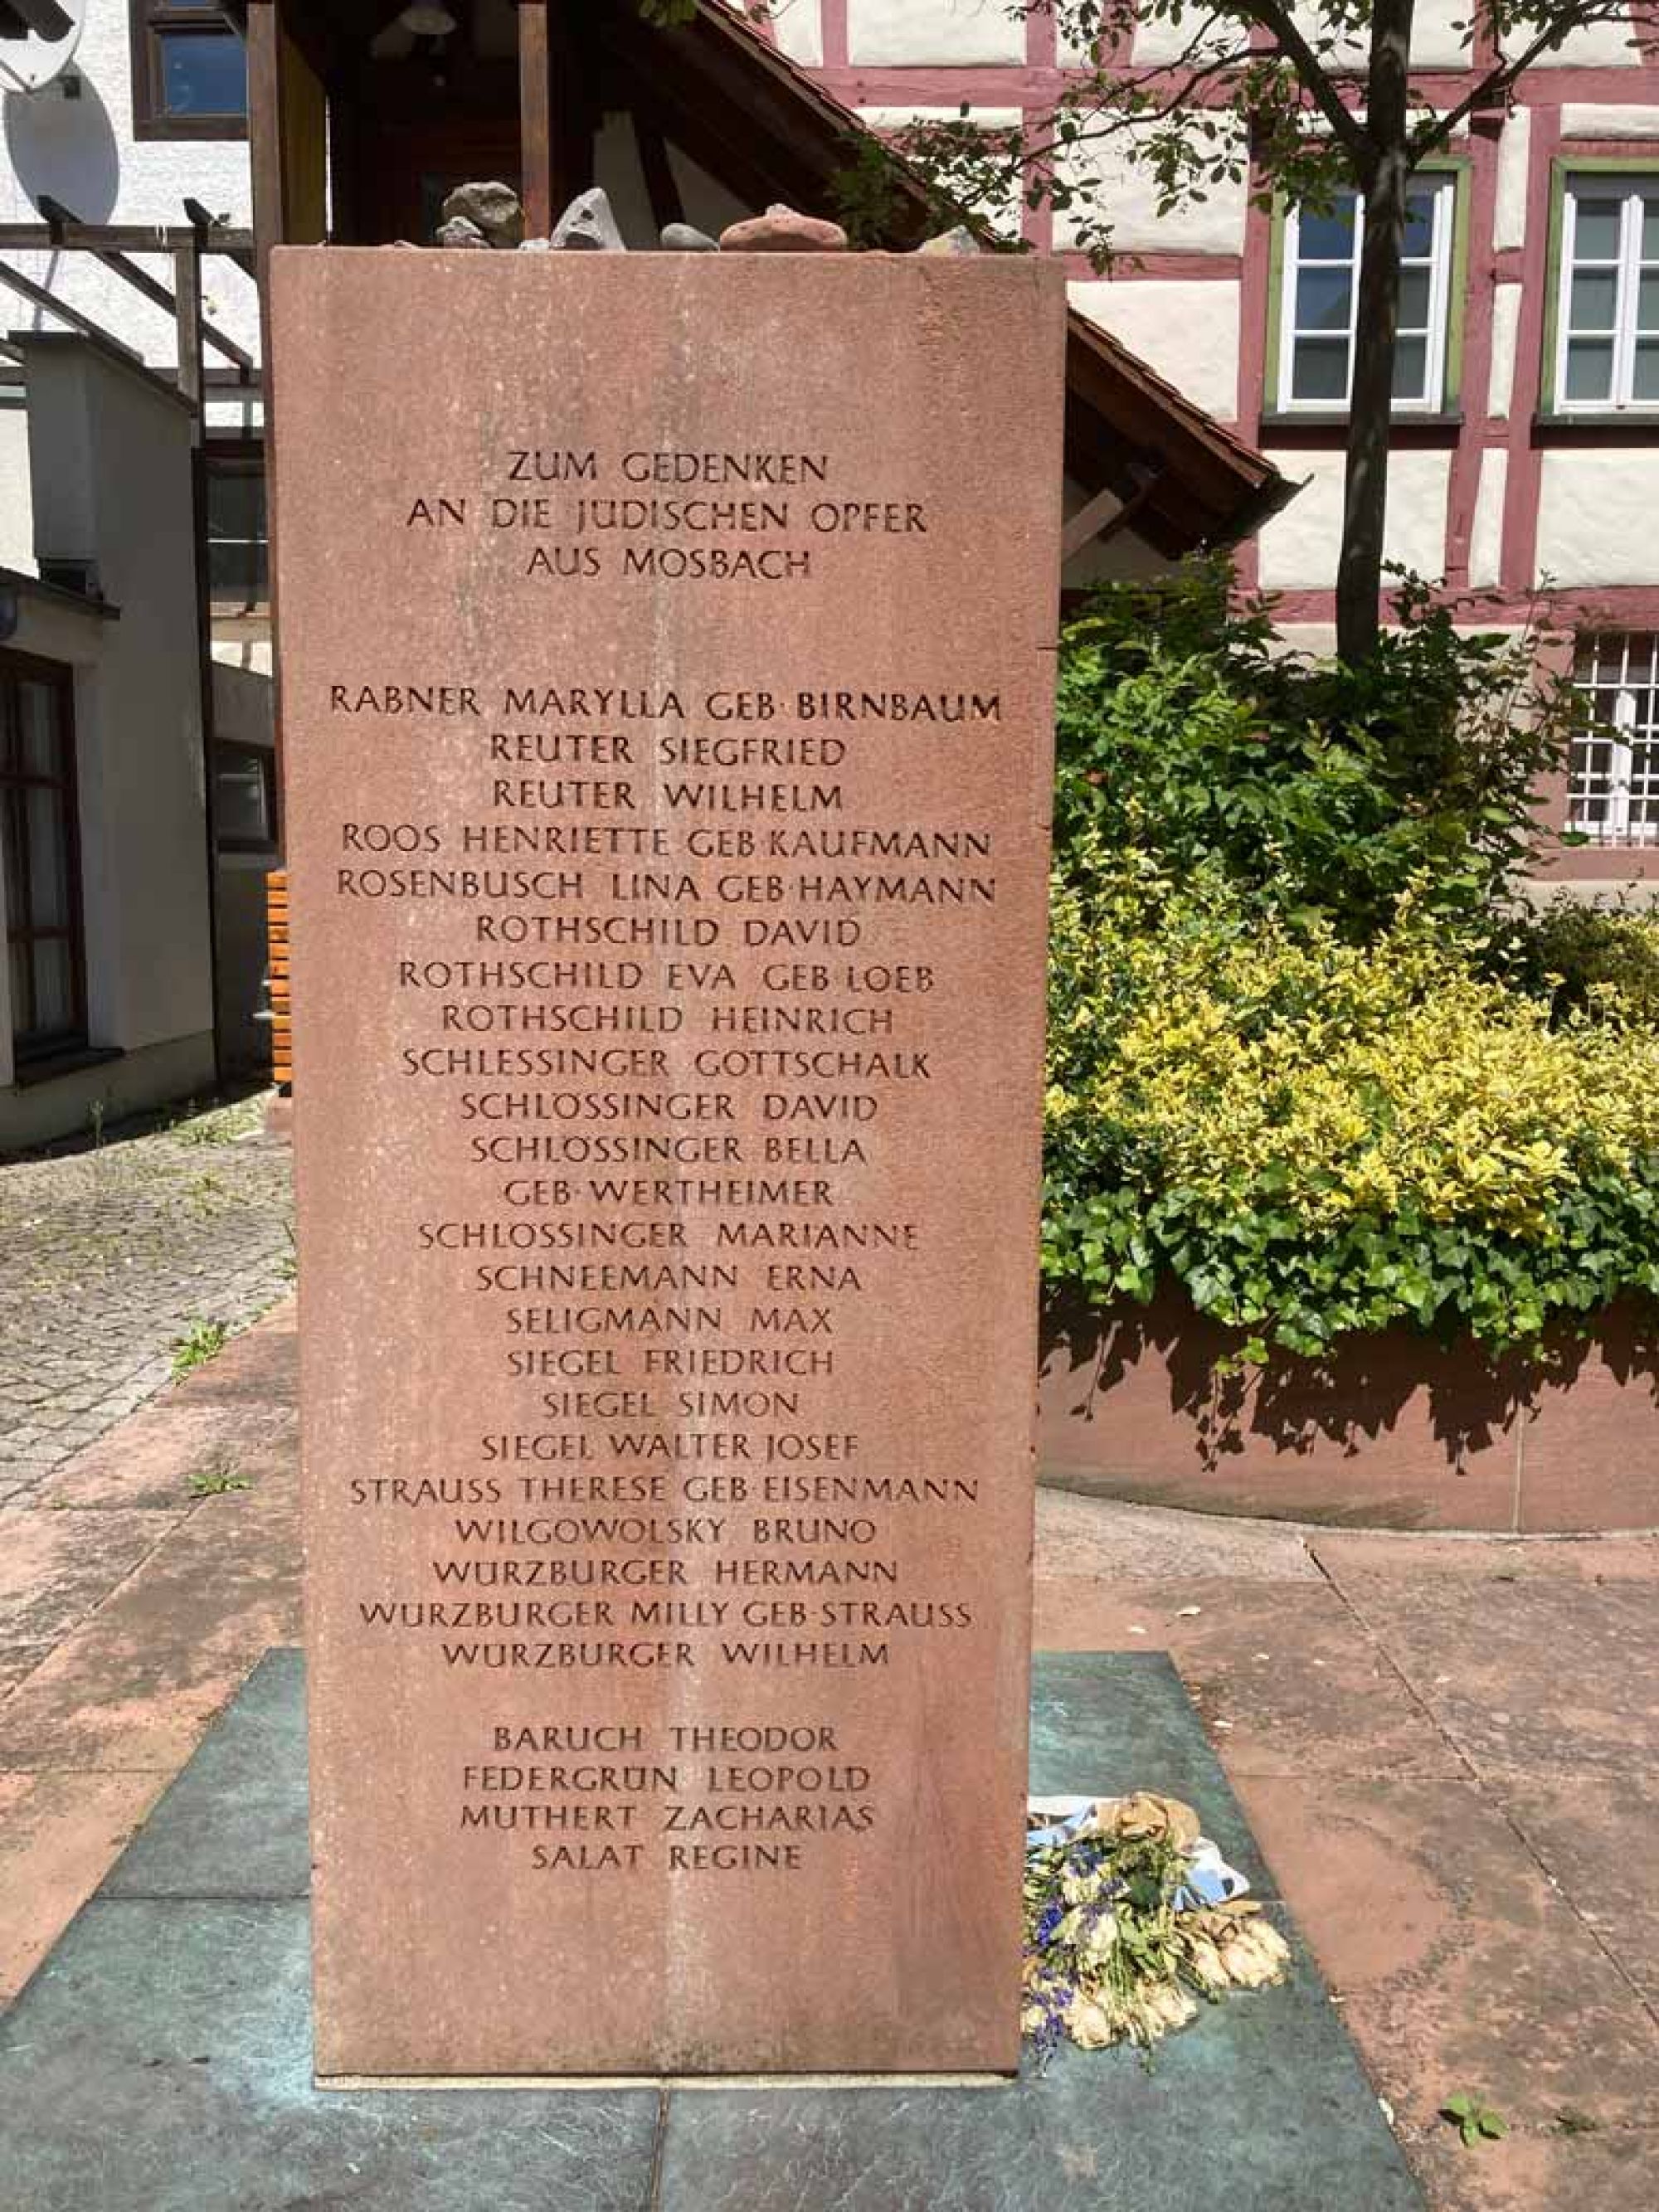 ZUM GEDENKEN
AN DIE JÜDISCHEN OPFER
AUS MOSBACH
RABNER MARYLLA GEB·BIRNBAUM
REUTER SIEGFRIED
REUTER WILHELM
ROOS HENRIETTE GEB·KAUFMANN
ROSENBUSCH LINA GEB·HAYMANN
ROTHSCHILD DAVID
ROTHSCHILD EVA GEB·LOEB
ROTHSCHILD HEINRICH
SCHLESSINGER GOTTSCHALK
SCHLÖSSINGER DAVID
SCHLÖSSINGER BELLA
GEB·WERTHEIMER
SCHLÖSSINGER MARIANNE
SCHNEEMANN ERNA
SELIGMANN MAX
SIEGEL FRIEDRICH
SIEGEL SIMON
SIEGEL WALTER JOSEF
STRAUSS THERESE GEB·EISENMANN
WILGOWOLSKY BRUNO
WÜRZBURGER HERMANN
WÜRZBURGER MILLY GEB·STRAUSS
WÜRZBURGER WILHELM
BARUCH THEODOR
FEDERGRÜN LEOPOLD
MUTHERT ZACHARIAS
SALAT REGINE